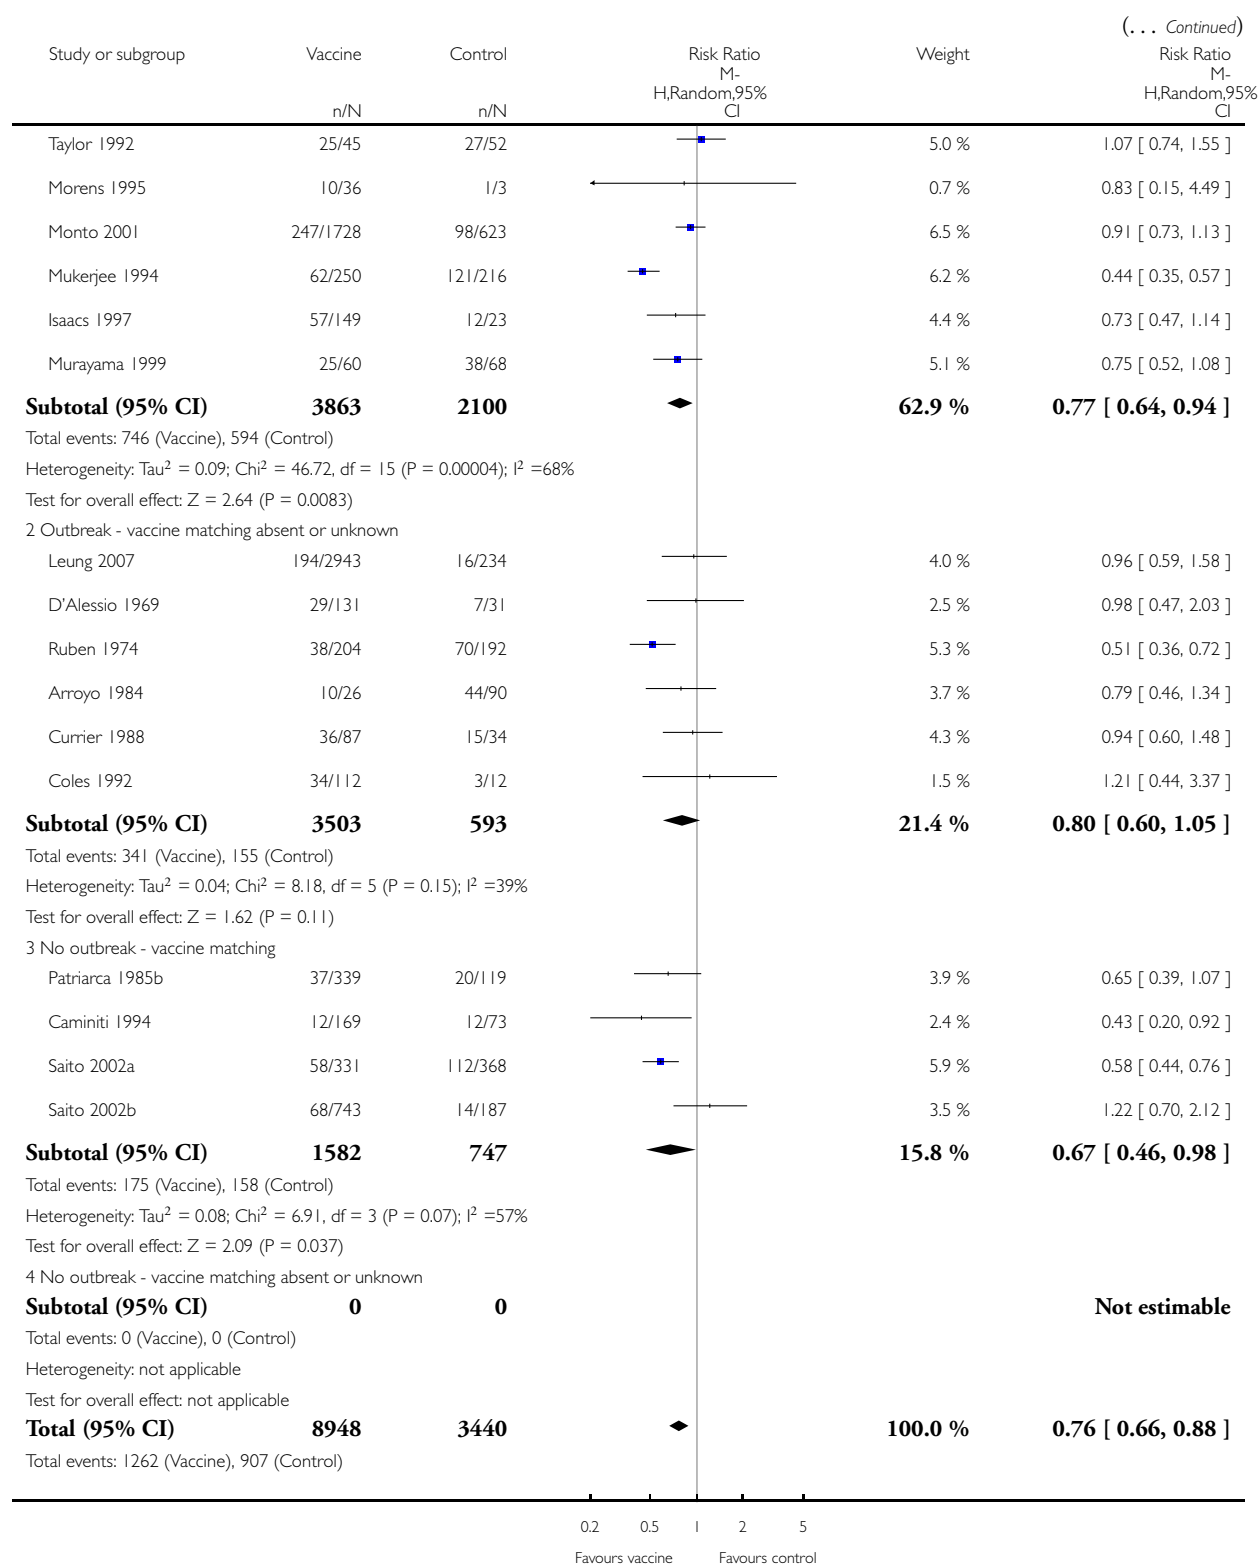 (... Continued)
Study or subgroup Vaccine Control Risk Ratio Weight Risk Ratio
M- M-
H,Random,95% H,Random,95%
n/N n/N CI CI
Taylor 1992 25/45 27/52 5.0 % 1.07 [ 0.74, 1.55 ]
Morens 1995 10/36 1/3 0.7 % 0.83 [ 0.15, 4.49 ]
Monto 2001 247/1728 98/623 6.5 % 0.91 [ 0.73, 1.13 ]
Mukerjee 1994 62/250 121/216 6.2 % 0.44 [ 0.35, 0.57 ]
Isaacs 1997 57/149 12/23 4.4 % 0.73 [ 0.47, 1.14 ]
Murayama 1999 25/60 38/68 5.1 % 0.75 [ 0.52, 1.08 ]
Subtotal (95% CI) 3863 2100 62.9 % 0.77 [ 0.64, 0.94 ]
Total events: 746 (Vaccine), 594 (Control)
Heterogeneity: Tau² = 0.09; Chi² = 46.72, df = 15 (P = 0.00004); I² =68%
Test for overall effect: Z = 2.64 (P = 0.0083)
2 Outbreak - vaccine matching absent or unknown
Leung 2007 194/2943 16/234 4.0 % 0.96 [ 0.59, 1.58 ]
D'Alessio 1969 29/131 7/31 2.5 % 0.98 [ 0.47, 2.03 ]
Ruben 1974 38/204 70/192 5.3 % 0.51 [ 0.36, 0.72 ]
Arroyo 1984 10/26 44/90 3.7 % 0.79 [ 0.46, 1.34 ]
Currier 1988 36/87 15/34 4.3 % 0.94 [ 0.60, 1.48 ]
Coles 1992 34/112 3/12 1.5 % 1.21 [ 0.44, 3.37 ]
Subtotal (95% CI) 3503 593 21.4 % 0.80 [ 0.60, 1.05 ]
Total events: 341 (Vaccine), 155 (Control)
Heterogeneity: Tau² = 0.04; Chi² = 8.18, df = 5 (P = 0.15); I² =39%
Test for overall effect: Z = 1.62 (P = 0.11)
3 No outbreak - vaccine matching
Patriarca 1985b 37/339 20/119 3.9 % 0.65 [ 0.39, 1.07 ]
Caminiti 1994 12/169 12/73 2.4 % 0.43 [ 0.20, 0.92 ]
Saito 2002a 58/331 112/368 5.9 % 0.58 [ 0.44, 0.76 ]
Saito 2002b 68/743 14/187 3.5 % 1.22 [ 0.70, 2.12 ]
Subtotal (95% CI) 1582 747 15.8 % 0.67 [ 0.46, 0.98 ]
Total events: 175 (Vaccine), 158 (Control)
Heterogeneity: Tau² = 0.08; Chi² = 6.91, df = 3 (P = 0.07); I² =57%
Test for overall effect: Z = 2.09 (P = 0.037)
4 No outbreak - vaccine matching absent or unknown
Subtotal (95% CI) 0 0 Not estimable
Total events: 0 (Vaccine), 0 (Control)
Heterogeneity: not applicable
Test for overall effect: not applicable
Total (95% CI) 8948 3440 100.0 % 0.76 [ 0.66, 0.88 ]
Total events: 1262 (Vaccine), 907 (Control)
0.2 0.5 1 2 5
Favours vaccine Favours control